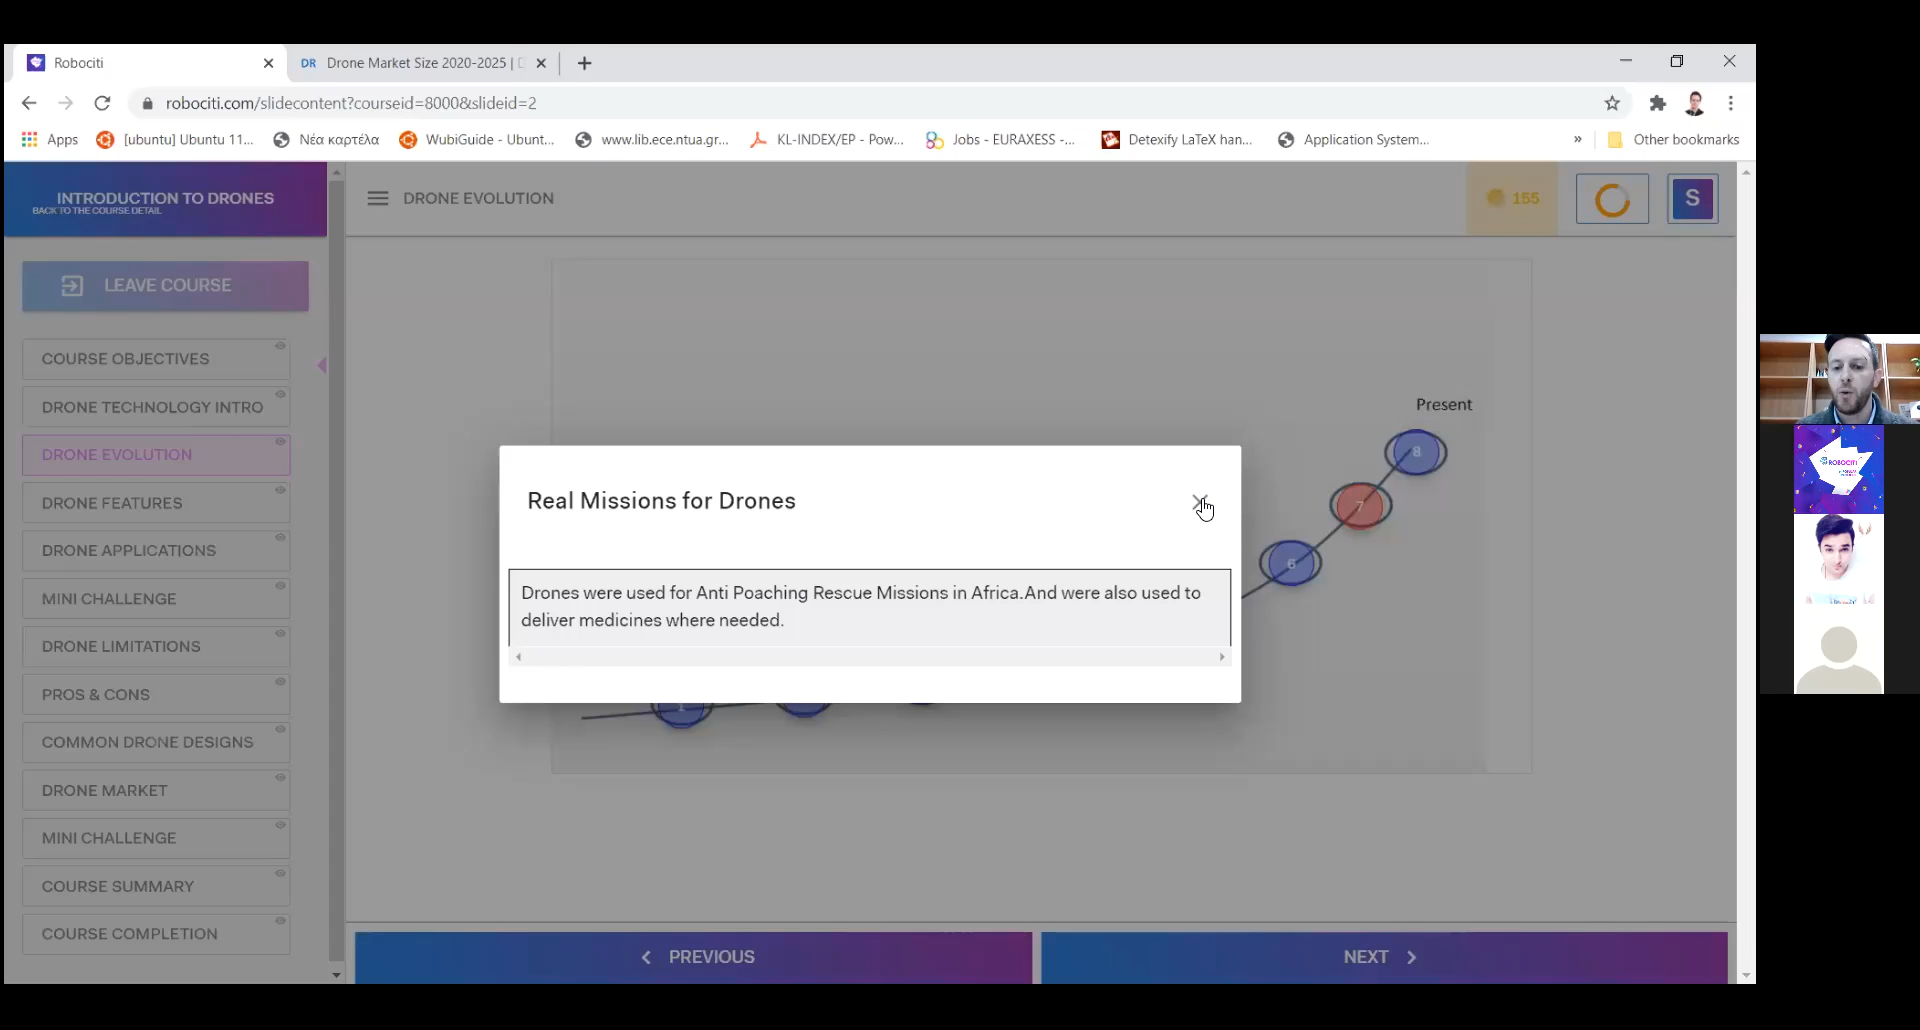 Robociti
DR Drone Market Size 2020-2025 |
robociti.com/slidecontent?courseid=8000&slideid=2
Apps
[ubuntu] Ubuntu 11...
Νέα καρτέλα
WubiGuide - Ubunt...
www.lib.ece.ntua.gr...
KL-INDEX/EP - Pow...
Jobs - EURAXESS -...
Detexify LaTeX han...
Application System...
»
Other bookmarks
INTRODUCTION TO DRONES
BACK TO THE COURSE DETAIL
DRONE EVOLUTION
155
S
LEAVE COURSE
COURSE OBJECTIVES
DRONE TECHNOLOGY INTRO
DRONE EVOLUTION
DRONE FEATURES
DRONE APPLICATIONS
MINI CHALLENGE
DRONE LIMITATIONS
PROS & CONS
COMMON DRONE DESIGNS
DRONE MARKET
MINI CHALLENGE
COURSE SUMMARY
COURSE COMPLETION
Present
8
7
6
1
Real Missions for Drones
Drones were used for Anti Poaching Rescue Missions in Africa.And were also used to
deliver medicines where needed.
PREVIOUS
NEXT
ROBOCITI